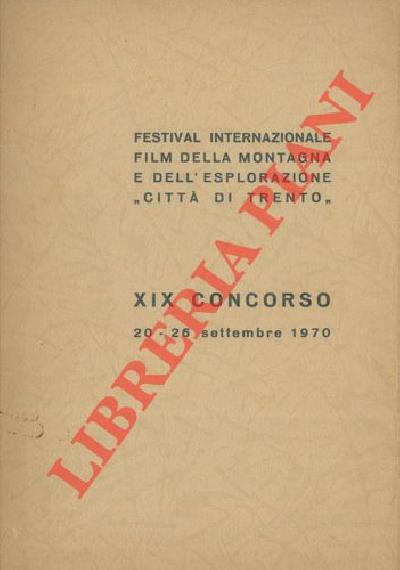 FESTIVAL INTERNAZIONALE
FILM DELLA MONTAGNA
E DELL'ESPLORAZIONE
„CITTÀ DI TRENTO„
XIX CONCORSO
20 - 26 settembre 1970
LIBRERIA PIANI